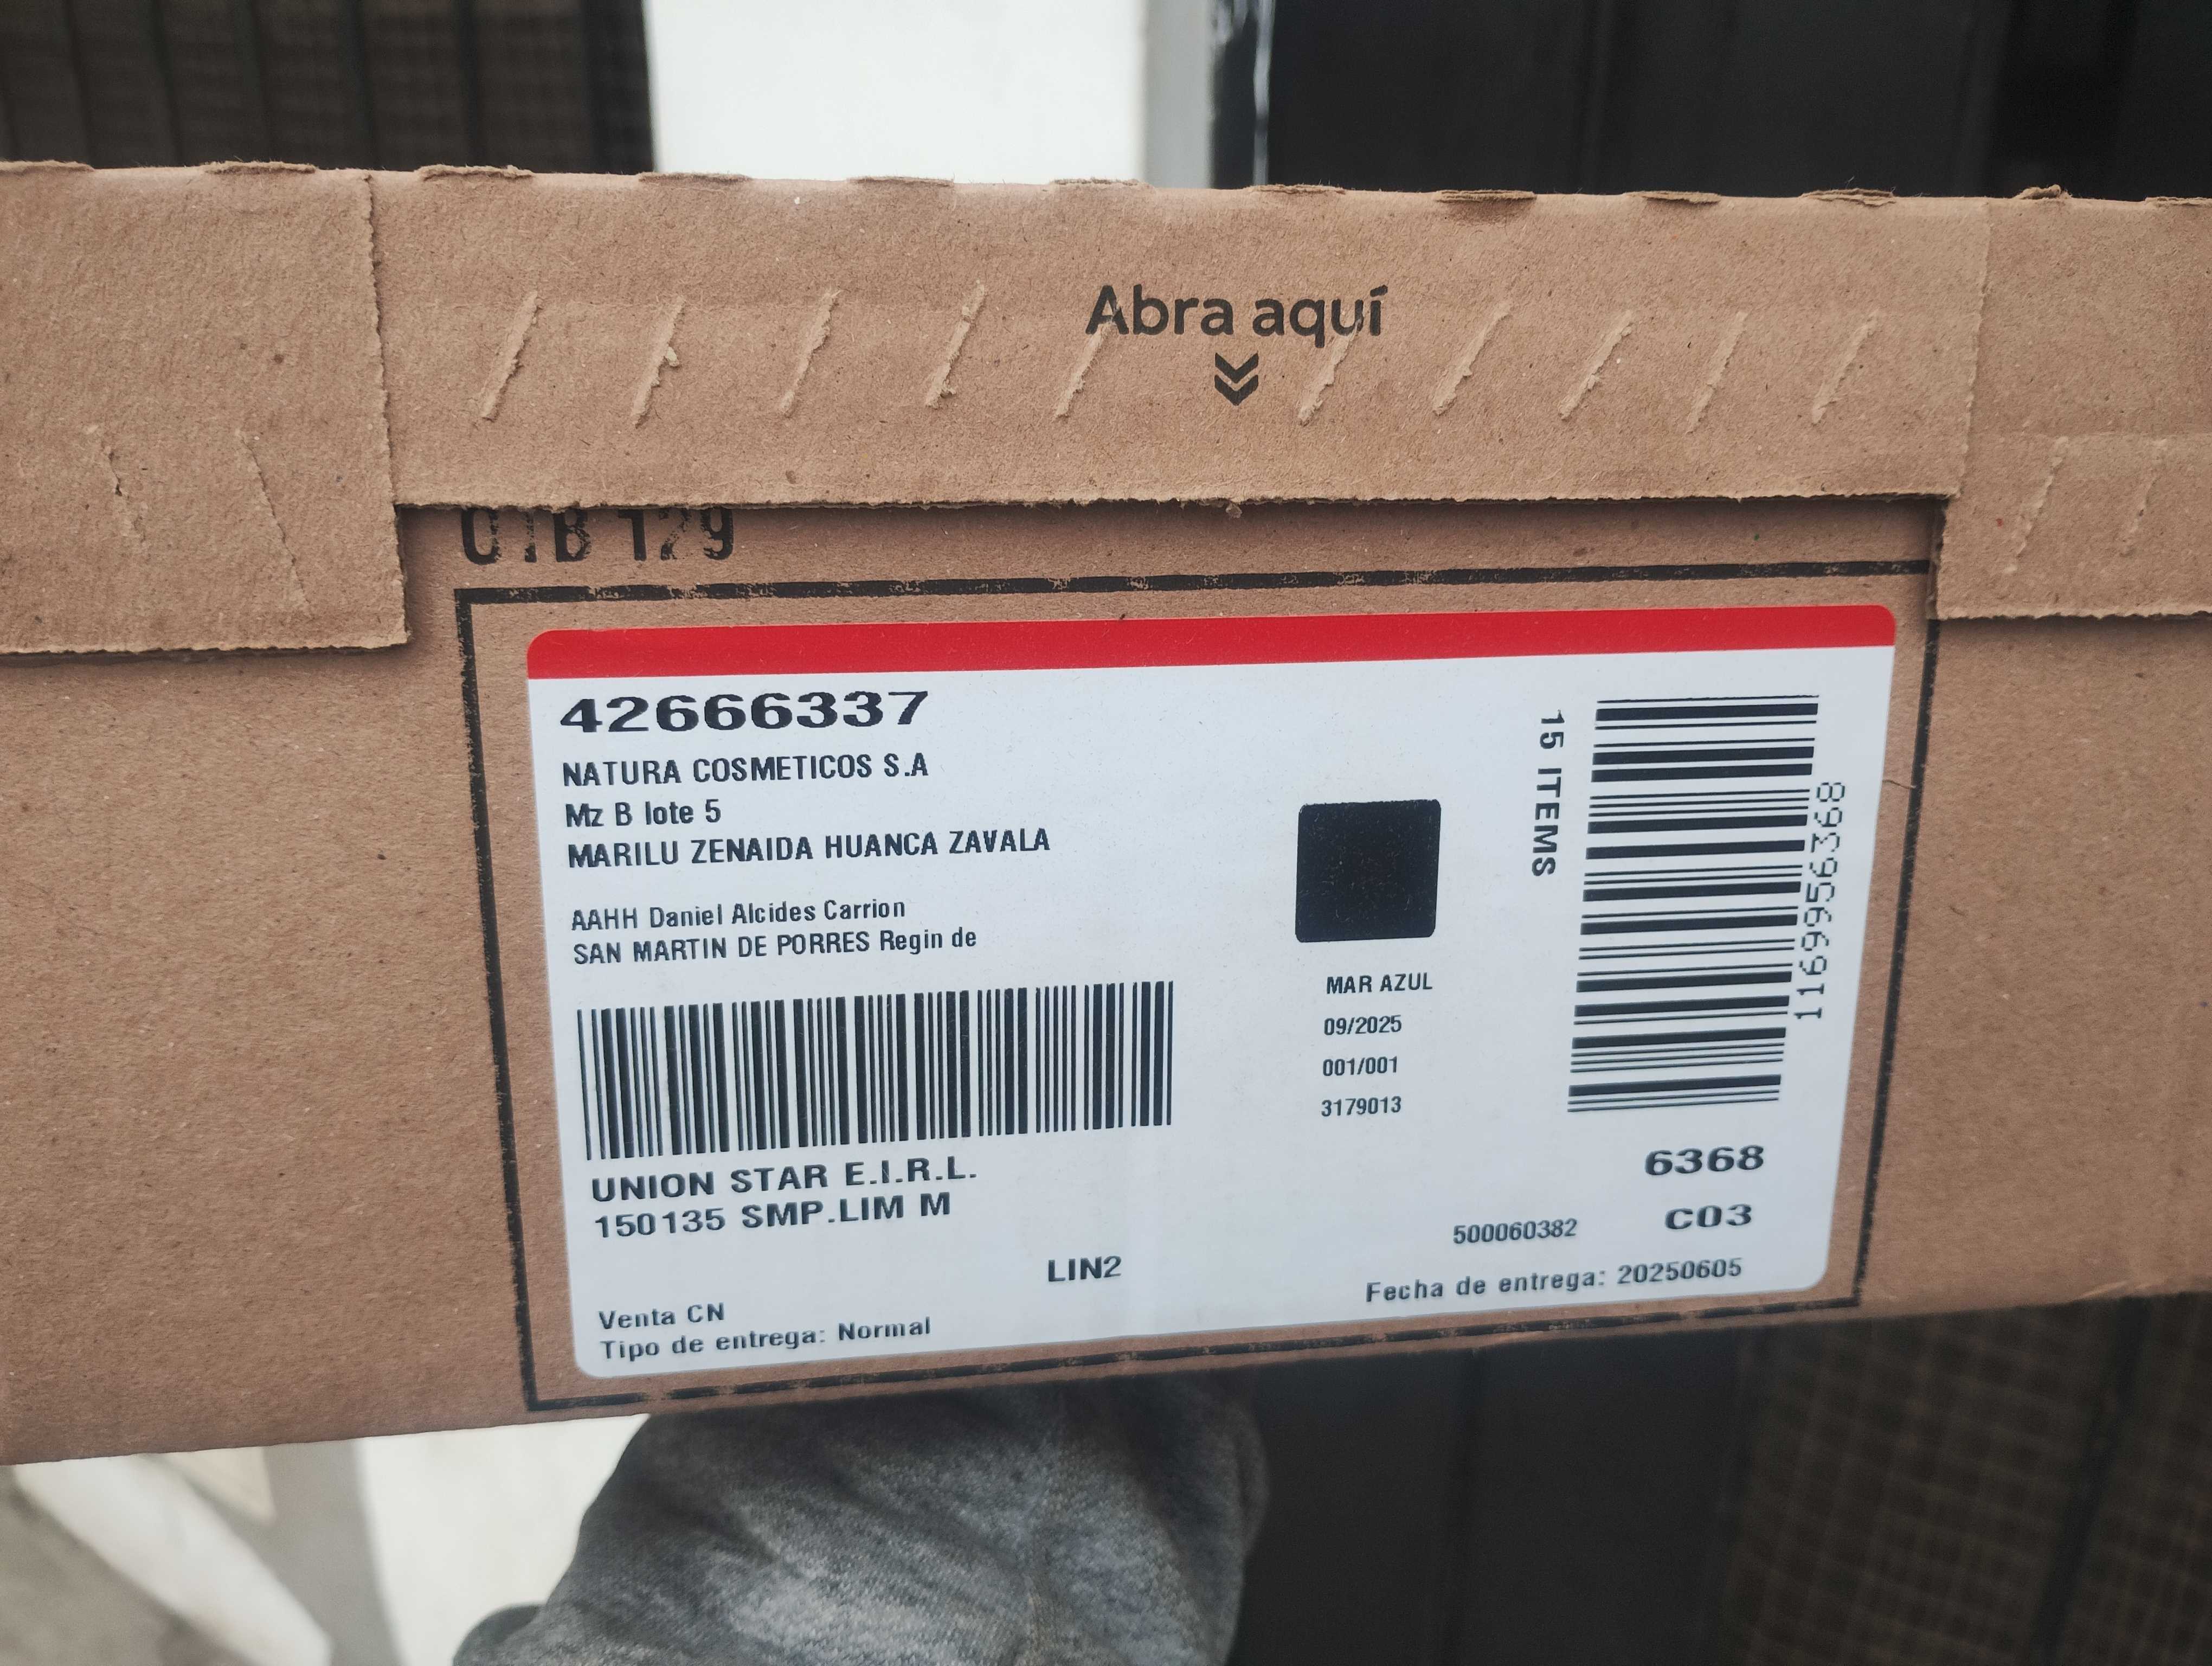 Abra aquí
129
42666337
NATURA COSMETICOS S.A
Mz B lote 5
MARILU ZENAIDA HUANCA ZAVALA
AAHH Daniel Alcides Carrion
SAN MARTIN DE PORRES Regin de
UNION STAR E.I.R.L.
150135 SMP.LIM M
LIN2
Venta CN
Tipo de entrega: Normal
MAR AZUL
09/2025
001/001
3179013
15 ITEMS
1169956368
6368
C03
500060382
Fecha de entrega: 20250605